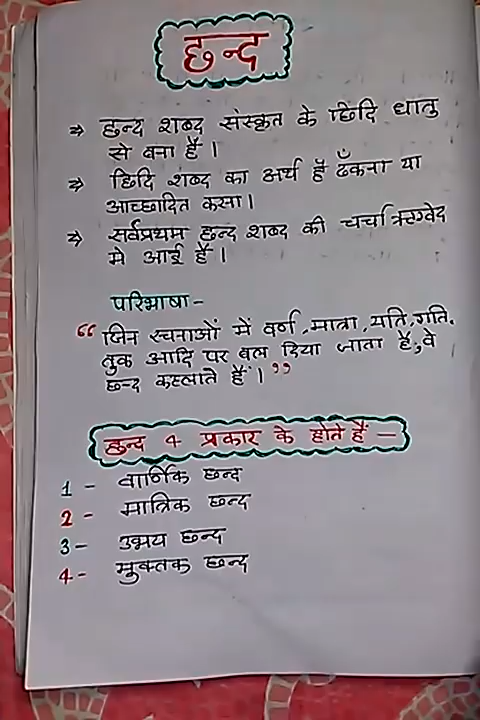 छन्द
⇒ छन्द शब्द संस्कृत के छिदि धातु
से बना है ।
⇒ छिदि शब्द का अर्थ है ढँकना या
आच्छादित करना ।
⇒ सर्वप्रथम छन्द शब्द की चर्चा ऋग्वेद
मे आई है ।
परिभाषा -
“ जिन रचनाओं में वर्ण, मात्रा, यति, गति,
तुक आदि पर बल दिया जाता है, वे
छन्द कहलाते हैं । ”
छन्द 4 प्रकार के होते हैं —
1 - वार्णिक छन्द
2 - मात्रिक छन्द
3 - उभय छन्द
4 - मुक्तक छन्द